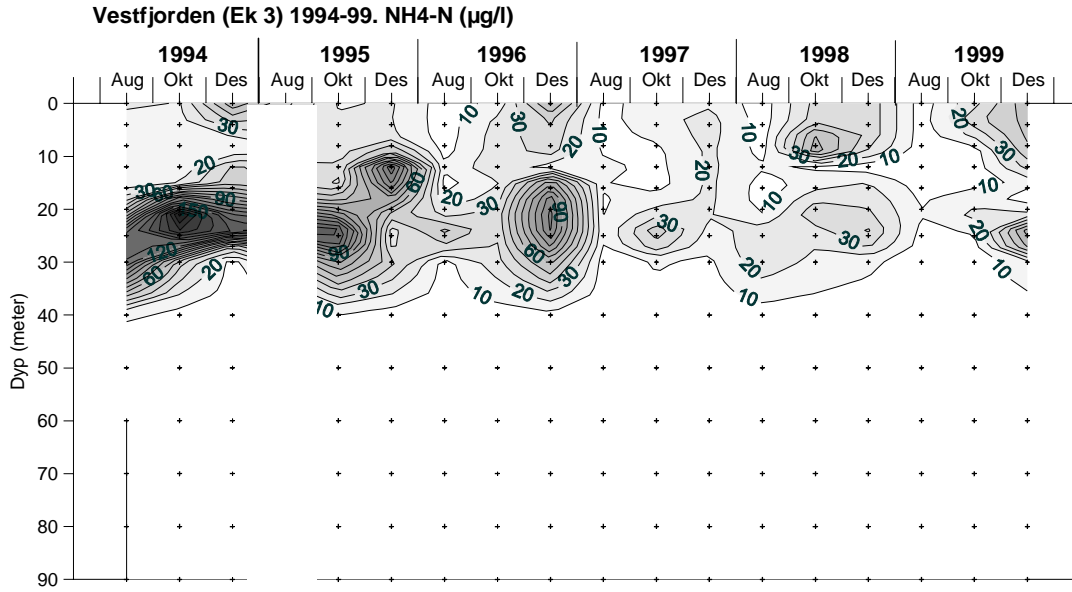 Vestfjorden (Ek 3) 1994-99. NH4-N (µg/l)
1994 1995 1996 1997 1998 1999
Aug Okt Des Aug Okt Des Aug Okt Des Aug Okt Des Aug Okt Des Aug Okt Des
Dyp (meter)
0
10
20
30
40
50
60
70
80
90
30 10 30 20 10 10 30 20 10 20 30
20 60 20 20 10
30 60 90 20 30 90 10
30 30 20
120 90 60 30
60 20 30 20 30 20 10
10 10 10